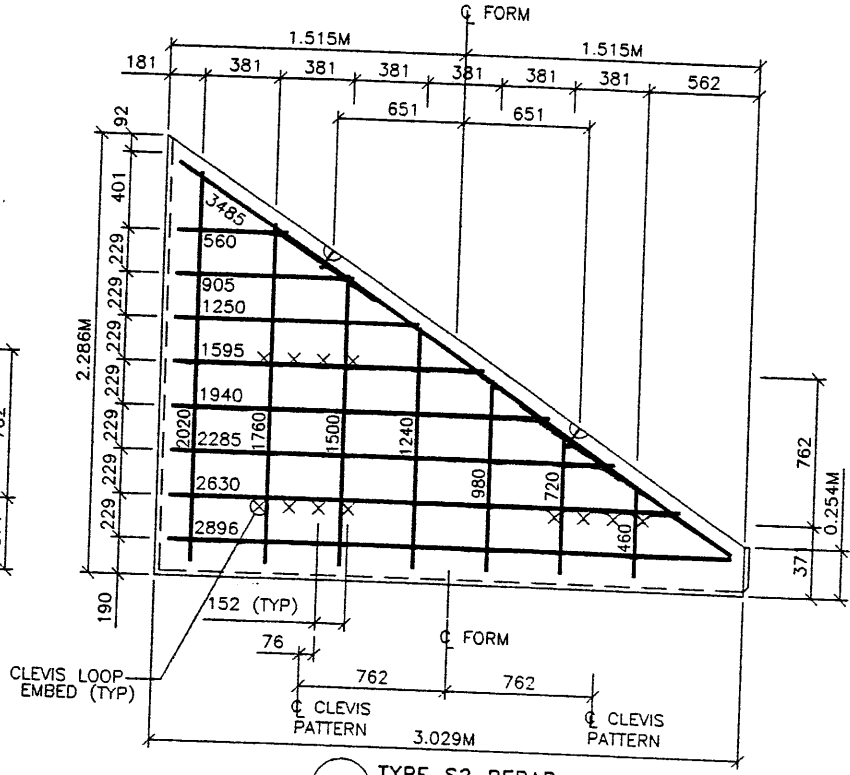 ℄ FORM
1.515M 1.515M
181 381 381 381 381 381 381 562
651 651
92
401
229
229
229
229
229
229
229
190
2.286M
3485
560
905
1250
1595
1940
2285
2630
2896
2020
1760
1500
1240
980
720
460
762
0.254M
371
152 (TYP)
76
℄ FORM
CLEVIS LOOP
EMBED (TYP)
762 762
℄ CLEVIS
PATTERN
℄ CLEVIS
PATTERN
3.029M
TYPE S2 REBAR